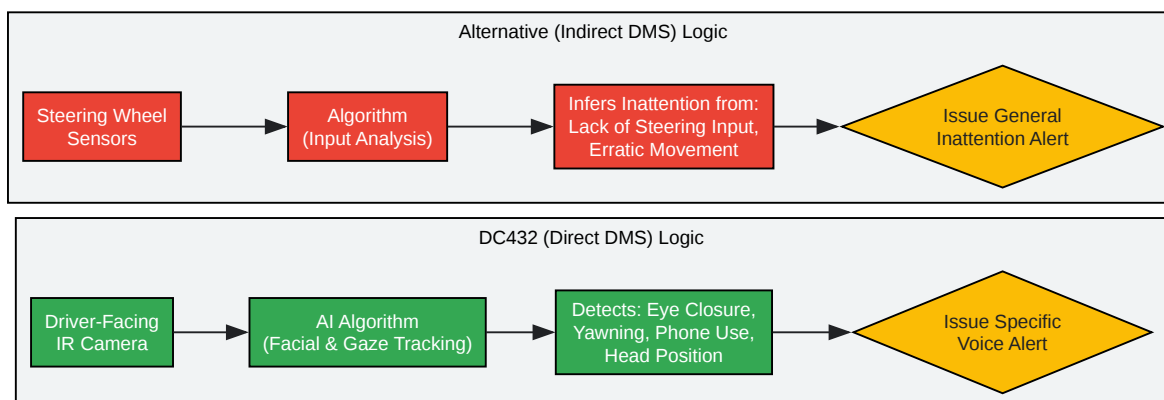 Alternative (Indirect DMS) Logic
Steering Wheel
Sensors
Algorithm
(Input Analysis)
Infers Inattention from:
Lack of Steering Input,
Erratic Movement
Issue General
Inattention Alert
DC432 (Direct DMS) Logic
Driver-Facing
IR Camera
AI Algorithm
(Facial & Gaze Tracking)
Detects: Eye Closure,
Yawning, Phone Use,
Head Position
Issue Specific
Voice Alert